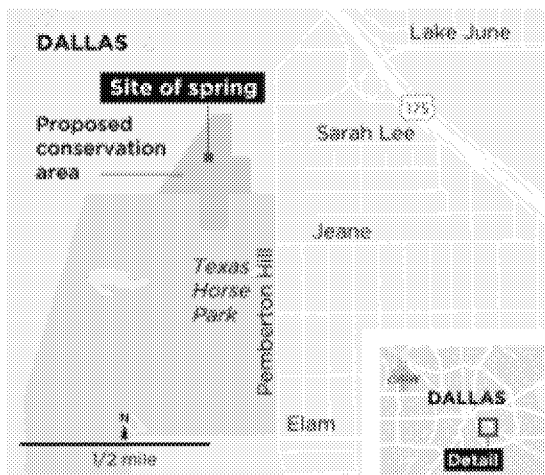 DALLAS
Lake June
Site of spring
175
Proposed
conservation
area
Sarah Lee
Jeane
Texas
Horse
Park
Pemberton Hill
Elam
N
1/2 mile
DALLAS
Detail